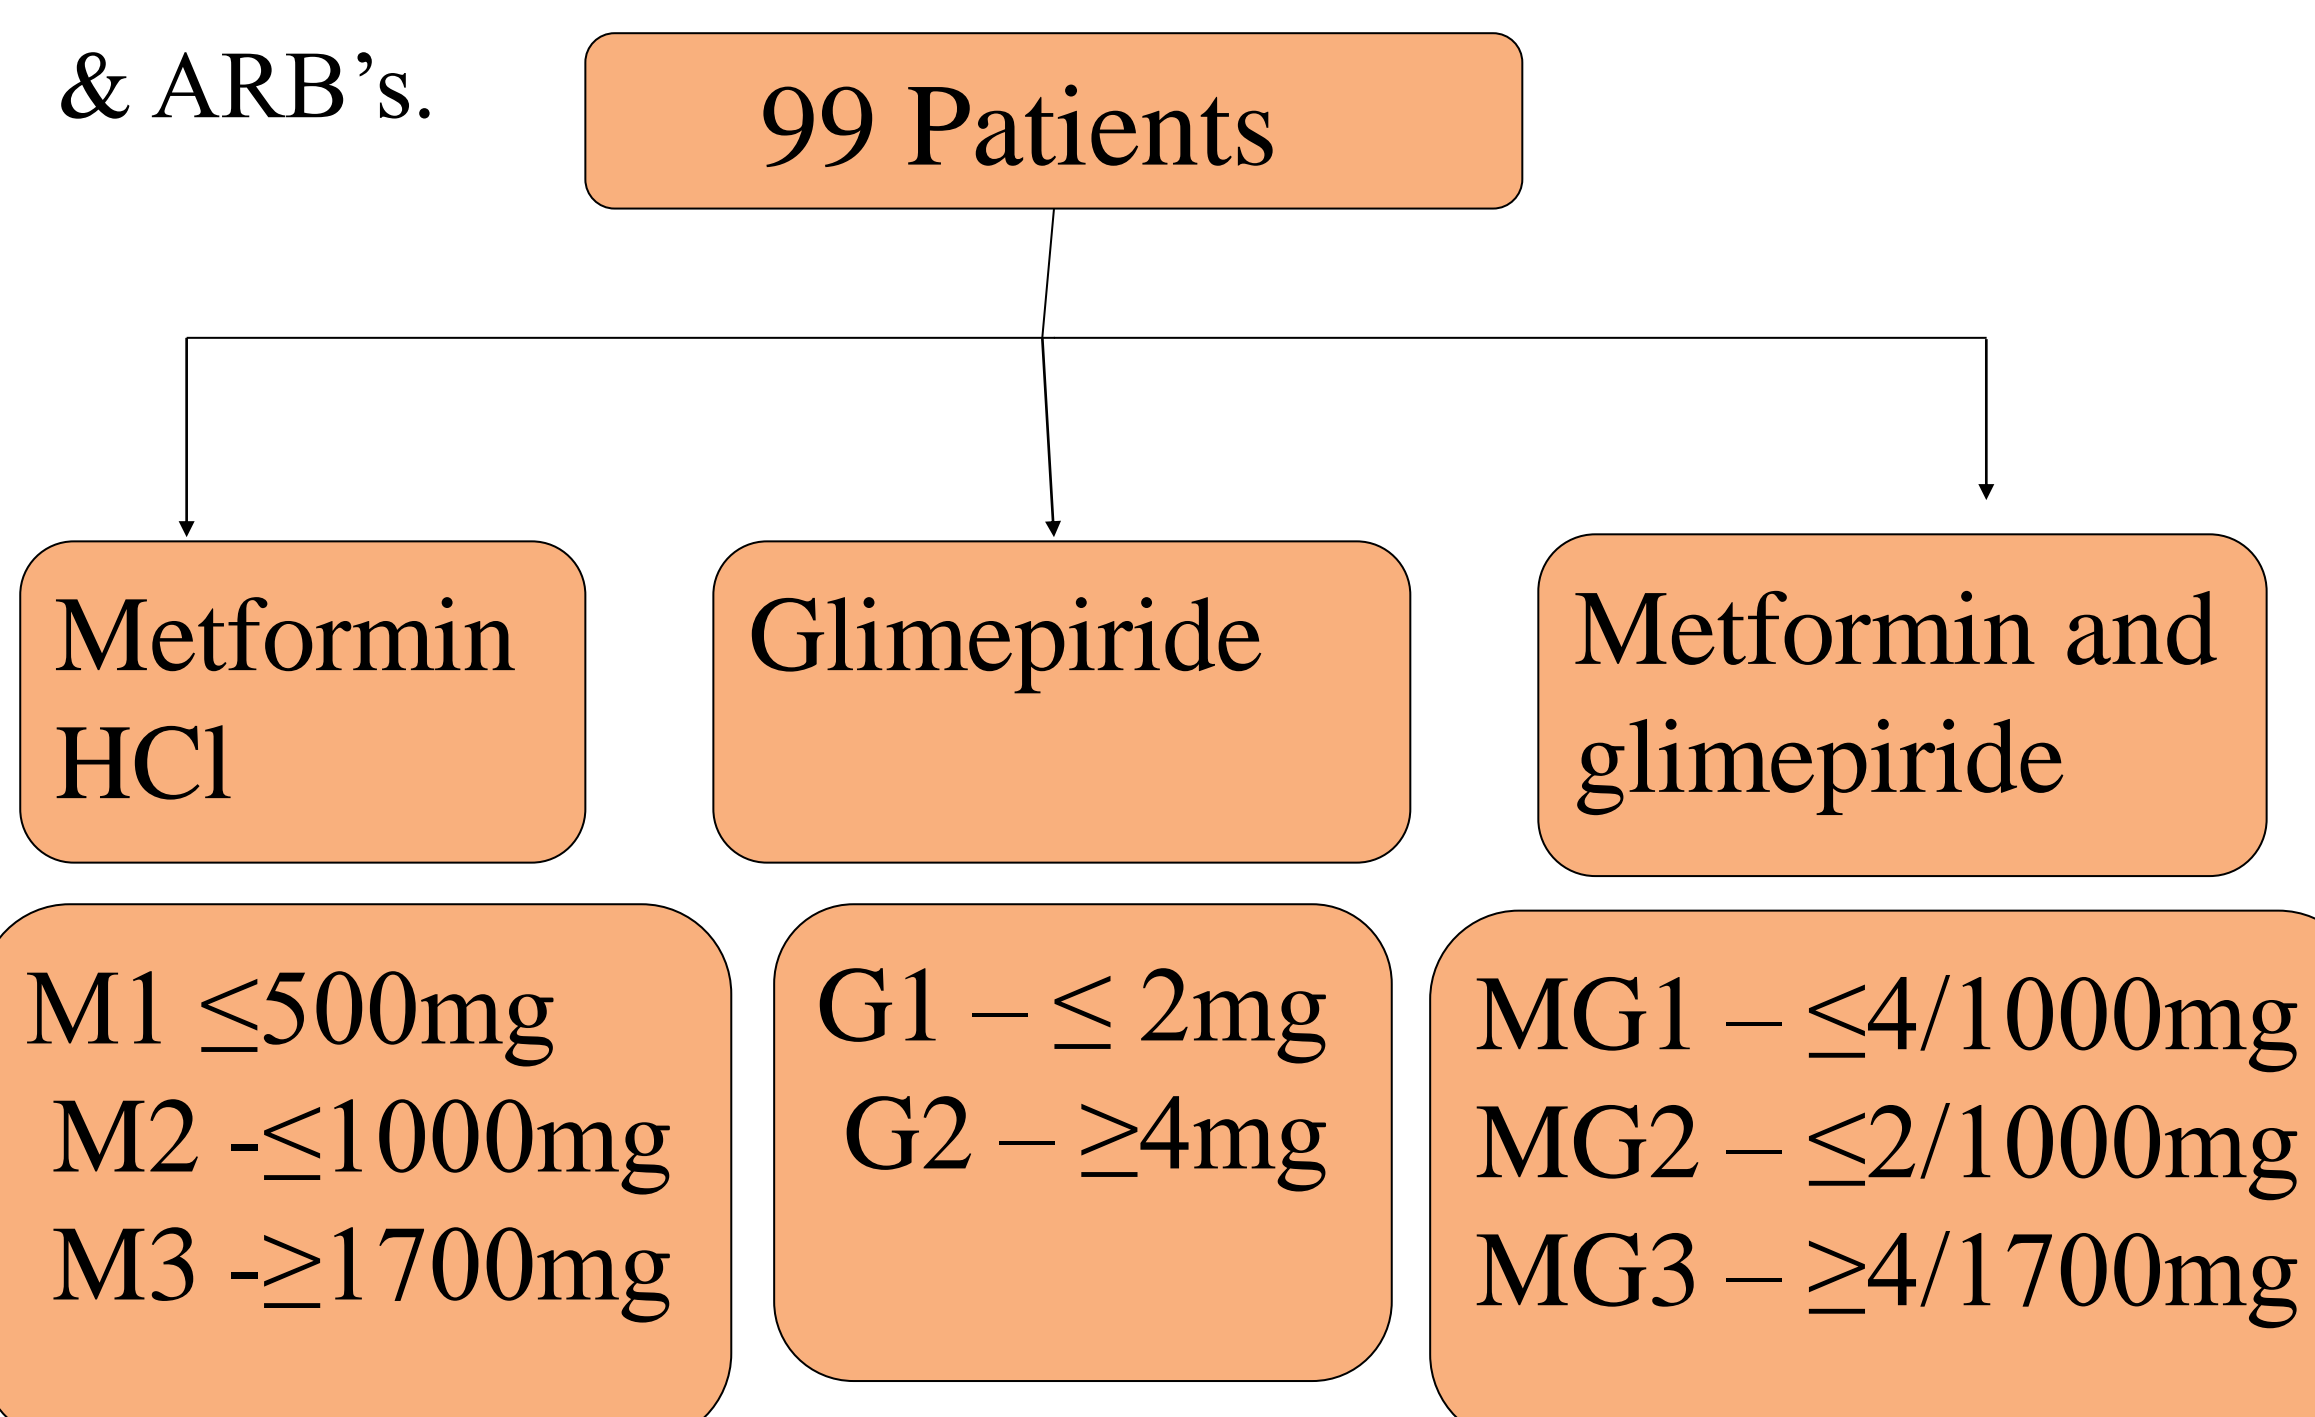 & ARB’s.
99 Patients
Metformin
HCl
Glimepiride
Metformin and
glimepiride
M1 ≤500mg
M2 -≤1000mg
M3 -≥1700mg
G1 – ≤ 2mg
G2 – ≥4mg
MG1 – ≤4/1000mg
MG2 – ≤2/1000mg
MG3 – ≥4/1700mg